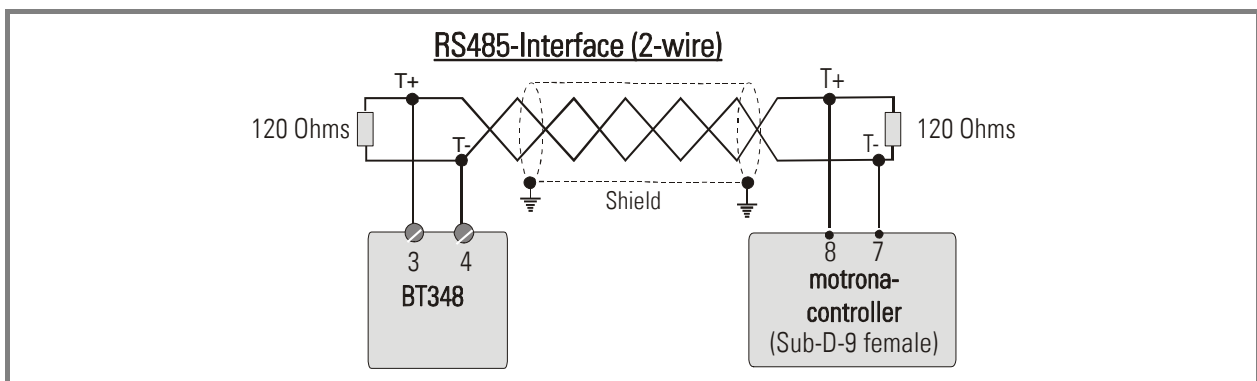 RS485-Interface (2-wire)
T+
T+
120 Ohms
T-
T-
120 Ohms
Shield
3
4
8
7
BT348
motrona-
controller
(Sub-D-9 female)